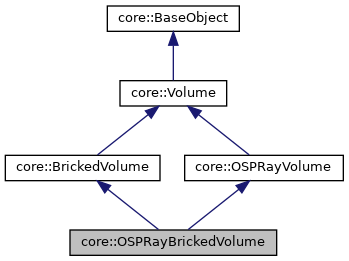 core::BaseObject
core::Volume
core::BrickedVolume
core::OSPRayVolume
core::OSPRayBrickedVolume